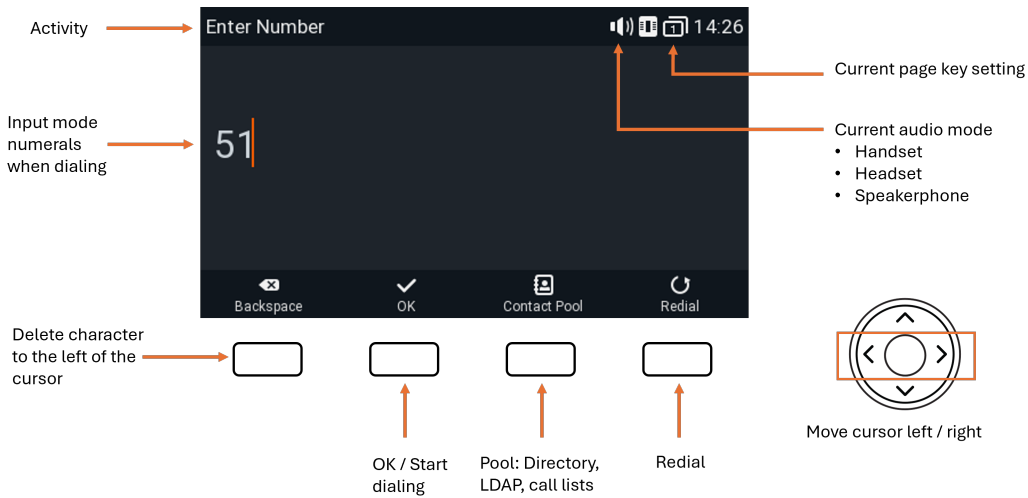 Activity
Enter Number
1
14:26
Current page key setting
Input mode
numerals
when dialing
51
Current audio mode
• Handset
• Headset
• Speakerphone
Backspace
OK
Contact Pool
Redial
Delete character
to the left of the
cursor
OK / Start
dialing
Pool: Directory,
LDAP, call lists
Redial
Move cursor left / right